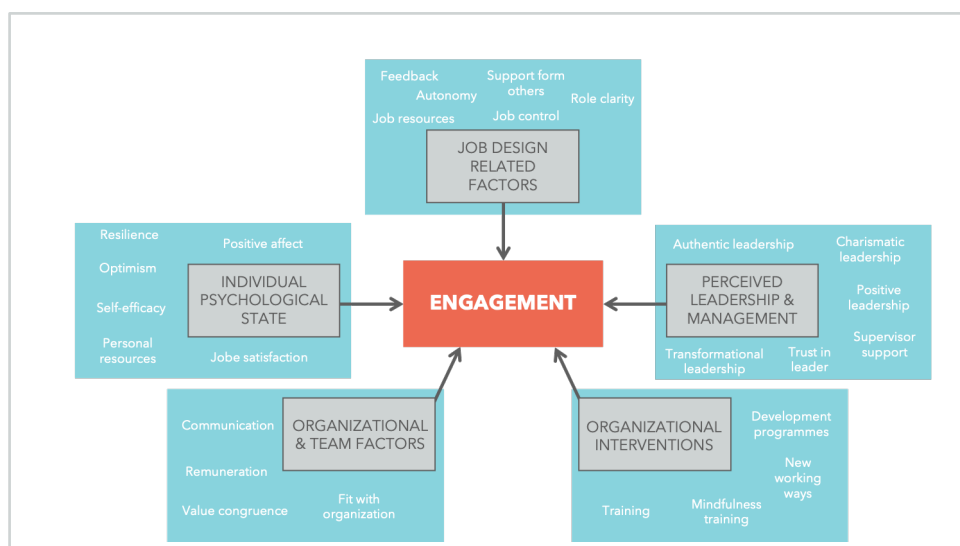 Feedback
Support form
others
Autonomy
Role clarity
Job resources
Job control
JOB DESIGN
RELATED
FACTORS
Resilience
Positive affect
Optimism
INDIVIDUAL
PSYCHOLOGICAL
STATE
Self-efficacy
Personal
resources
Jobe satisfaction
ENGAGEMENT
Authentic leadership
Charismatic
leadership
PERCEIVED
LEADERSHIP &
MANAGEMENT
Positive
leadership
Supervisor
support
Transformational
leadership
Trust in
leader
Communication
ORGANIZATIONAL
& TEAM FACTORS
Remuneration
Value congruence
Fit with
organization
ORGANIZATIONAL
INTERVENTIONS
Development
programmes
New
working
ways
Training
Mindfulness
training